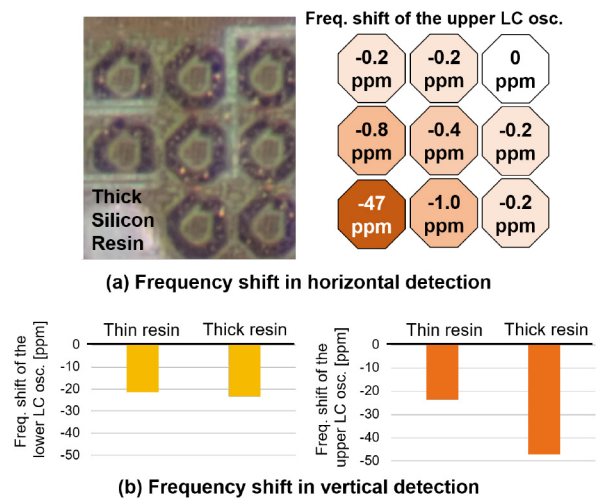 Freq. shift of the upper LC osc.
-0.2 ppm
-0.2 ppm
0 ppm
-0.8 ppm
-0.4 ppm
-0.2 ppm
-47 ppm
-1.0 ppm
-0.2 ppm
Thick
Silicon
Resin
(a) Frequency shift in horizontal detection
Freq. shift of the
lower LC osc. [ppm]
Thin resin
Thick resin
0
-10
-20
-30
-40
-50
Freq. shift of the
upper LC osc. [ppm]
Thin resin
Thick resin
0
-10
-20
-30
-40
-50
(b) Frequency shift in vertical detection